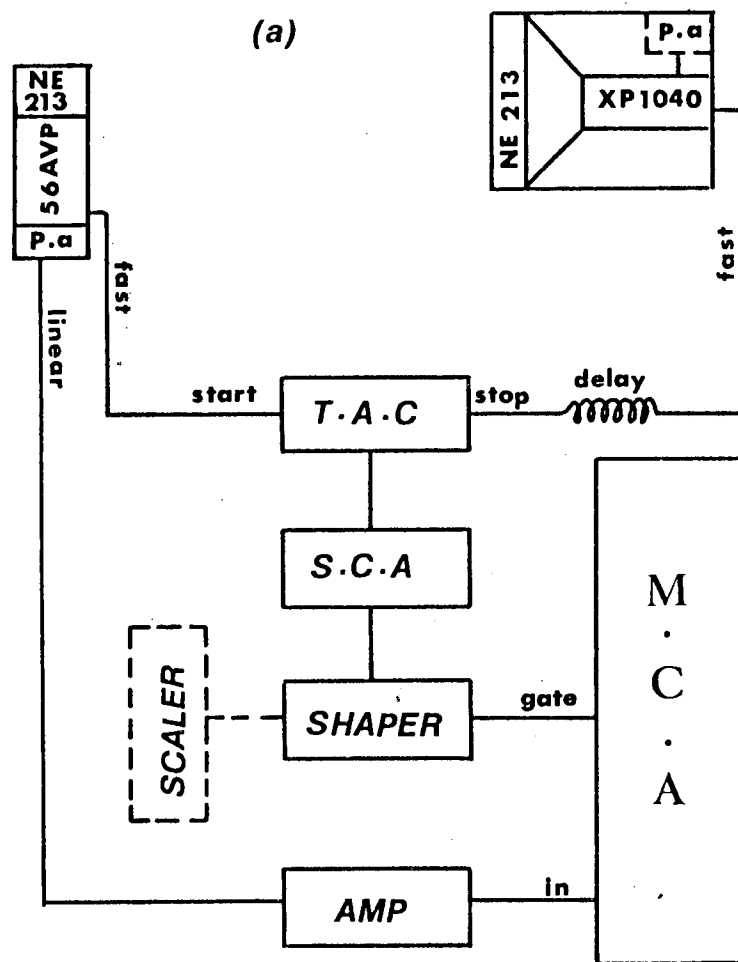 (a)
NE
213
56AVP
P.a
linear
fast
NE 213
P.a
XP1040
fast
start
T.A.C
stop
delay
S.C.A
SCALER
SHAPER
gate
M.C.A
AMP
in